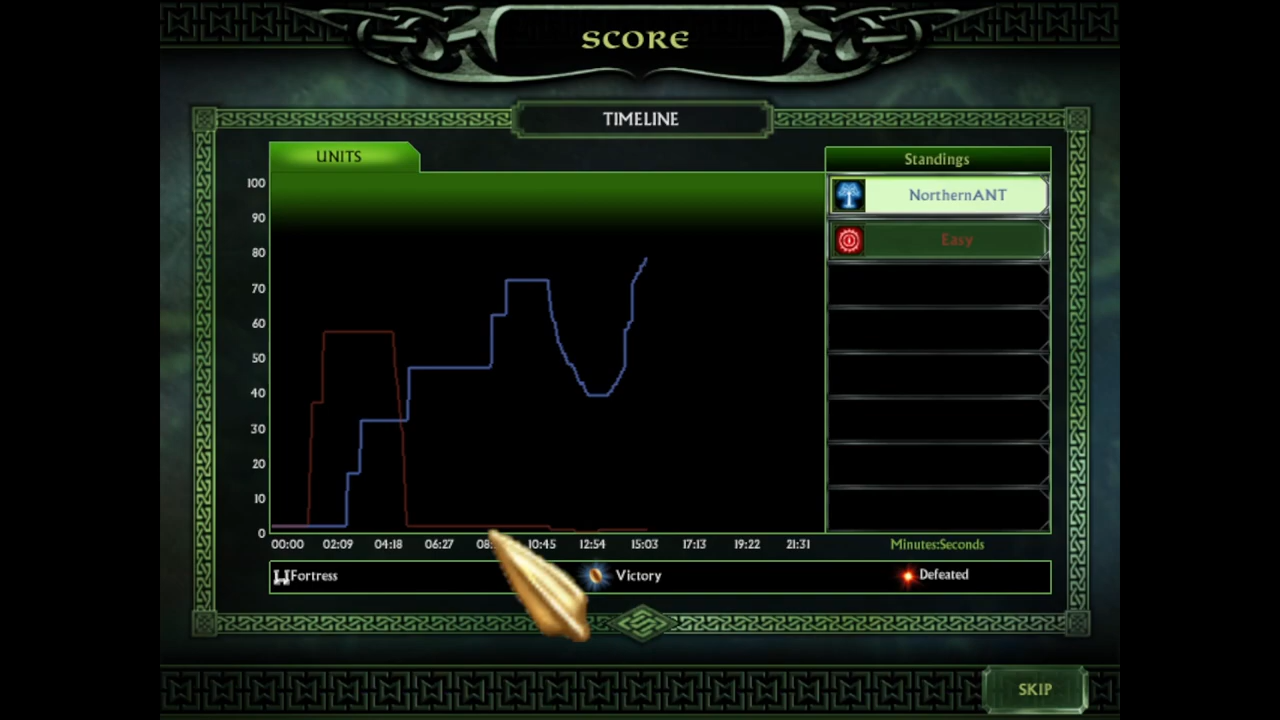 SCORE
TIMELINE
UNITS
Standings
NorthernANT
Easy
100
90
80
70
60
50
40
30
20
10
0
00:00 02:09 04:18 06:27 10:45 12:54 15:03 17:13 19:22 21:31 Minutes:Seconds
Fortress Victory Defeated
SKIP